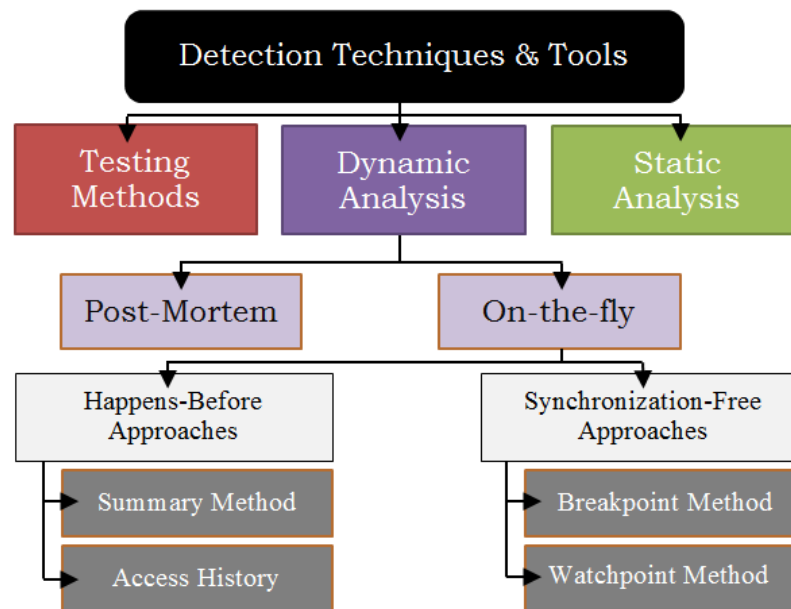 Detection Techniques & Tools
Testing
Methods
Dynamic
Analysis
Static
Analysis
Post-Mortem
On-the-fly
Happens-Before
Approaches
Summary Method
Access History
Synchronization-Free
Approaches
Breakpoint Method
Watchpoint Method